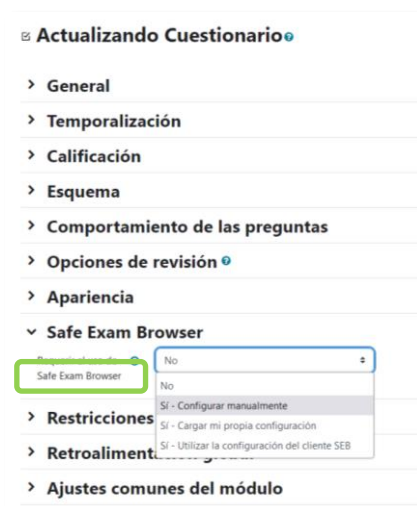 Actualizando Cuestionario
General
Temporalización
Calificación
Esquema
Comportamiento de las preguntas
Opciones de revisión
Apariencia
Safe Exam Browser
No
Safe Exam Browser
No
Sí - Configurar manualmente
Restricciones
Sí - Cargar mi propia configuración
Sí - Utilizar la configuración del cliente SEB
Ajustes comunes del módulo